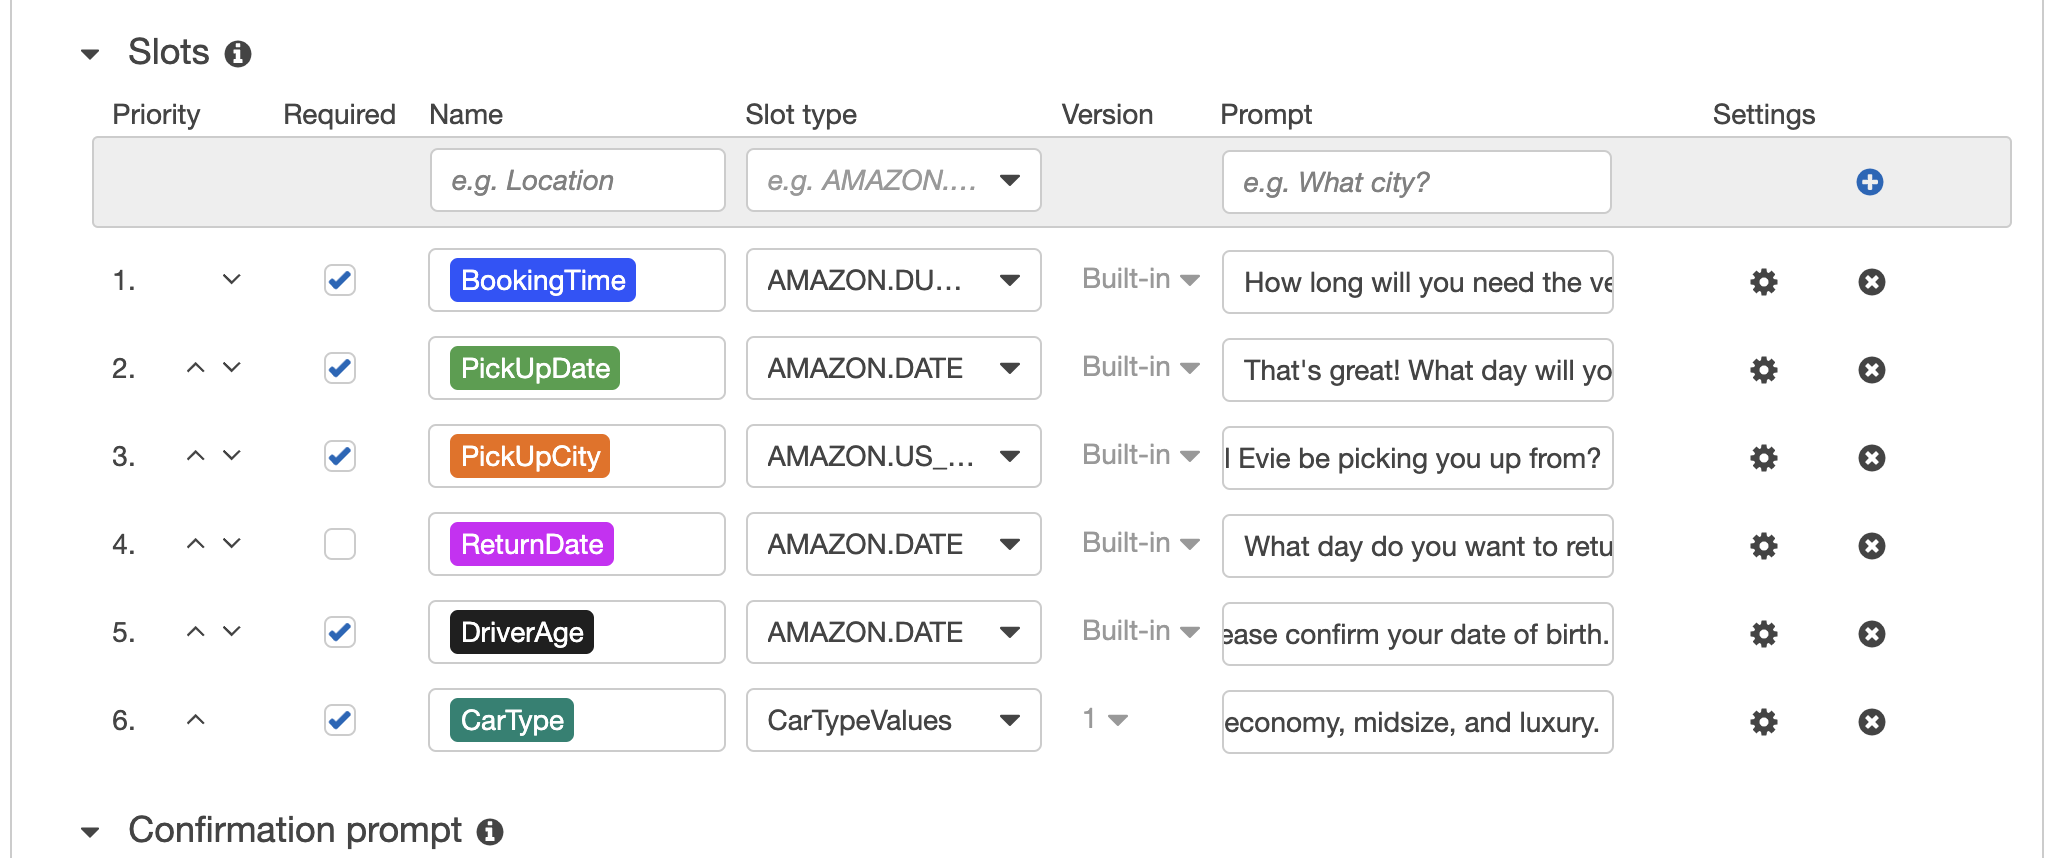 Slots
Priority Required Name Slot type Version Prompt Settings
e.g. Location e.g. AMAZON.... e.g. What city?
1. BookingTime AMAZON.DU... Built-in How long will you need the ve
2. PickUpDate AMAZON.DATE Built-in That's great! What day will yo
3. PickUpCity AMAZON.US_... Built-in l Evie be picking you up from?
4. ReturnDate AMAZON.DATE Built-in What day do you want to retu
5. DriverAge AMAZON.DATE Built-in ease confirm your date of birth.
6. CarType CarTypeValues 1 economy, midsize, and luxury.
Confirmation prompt